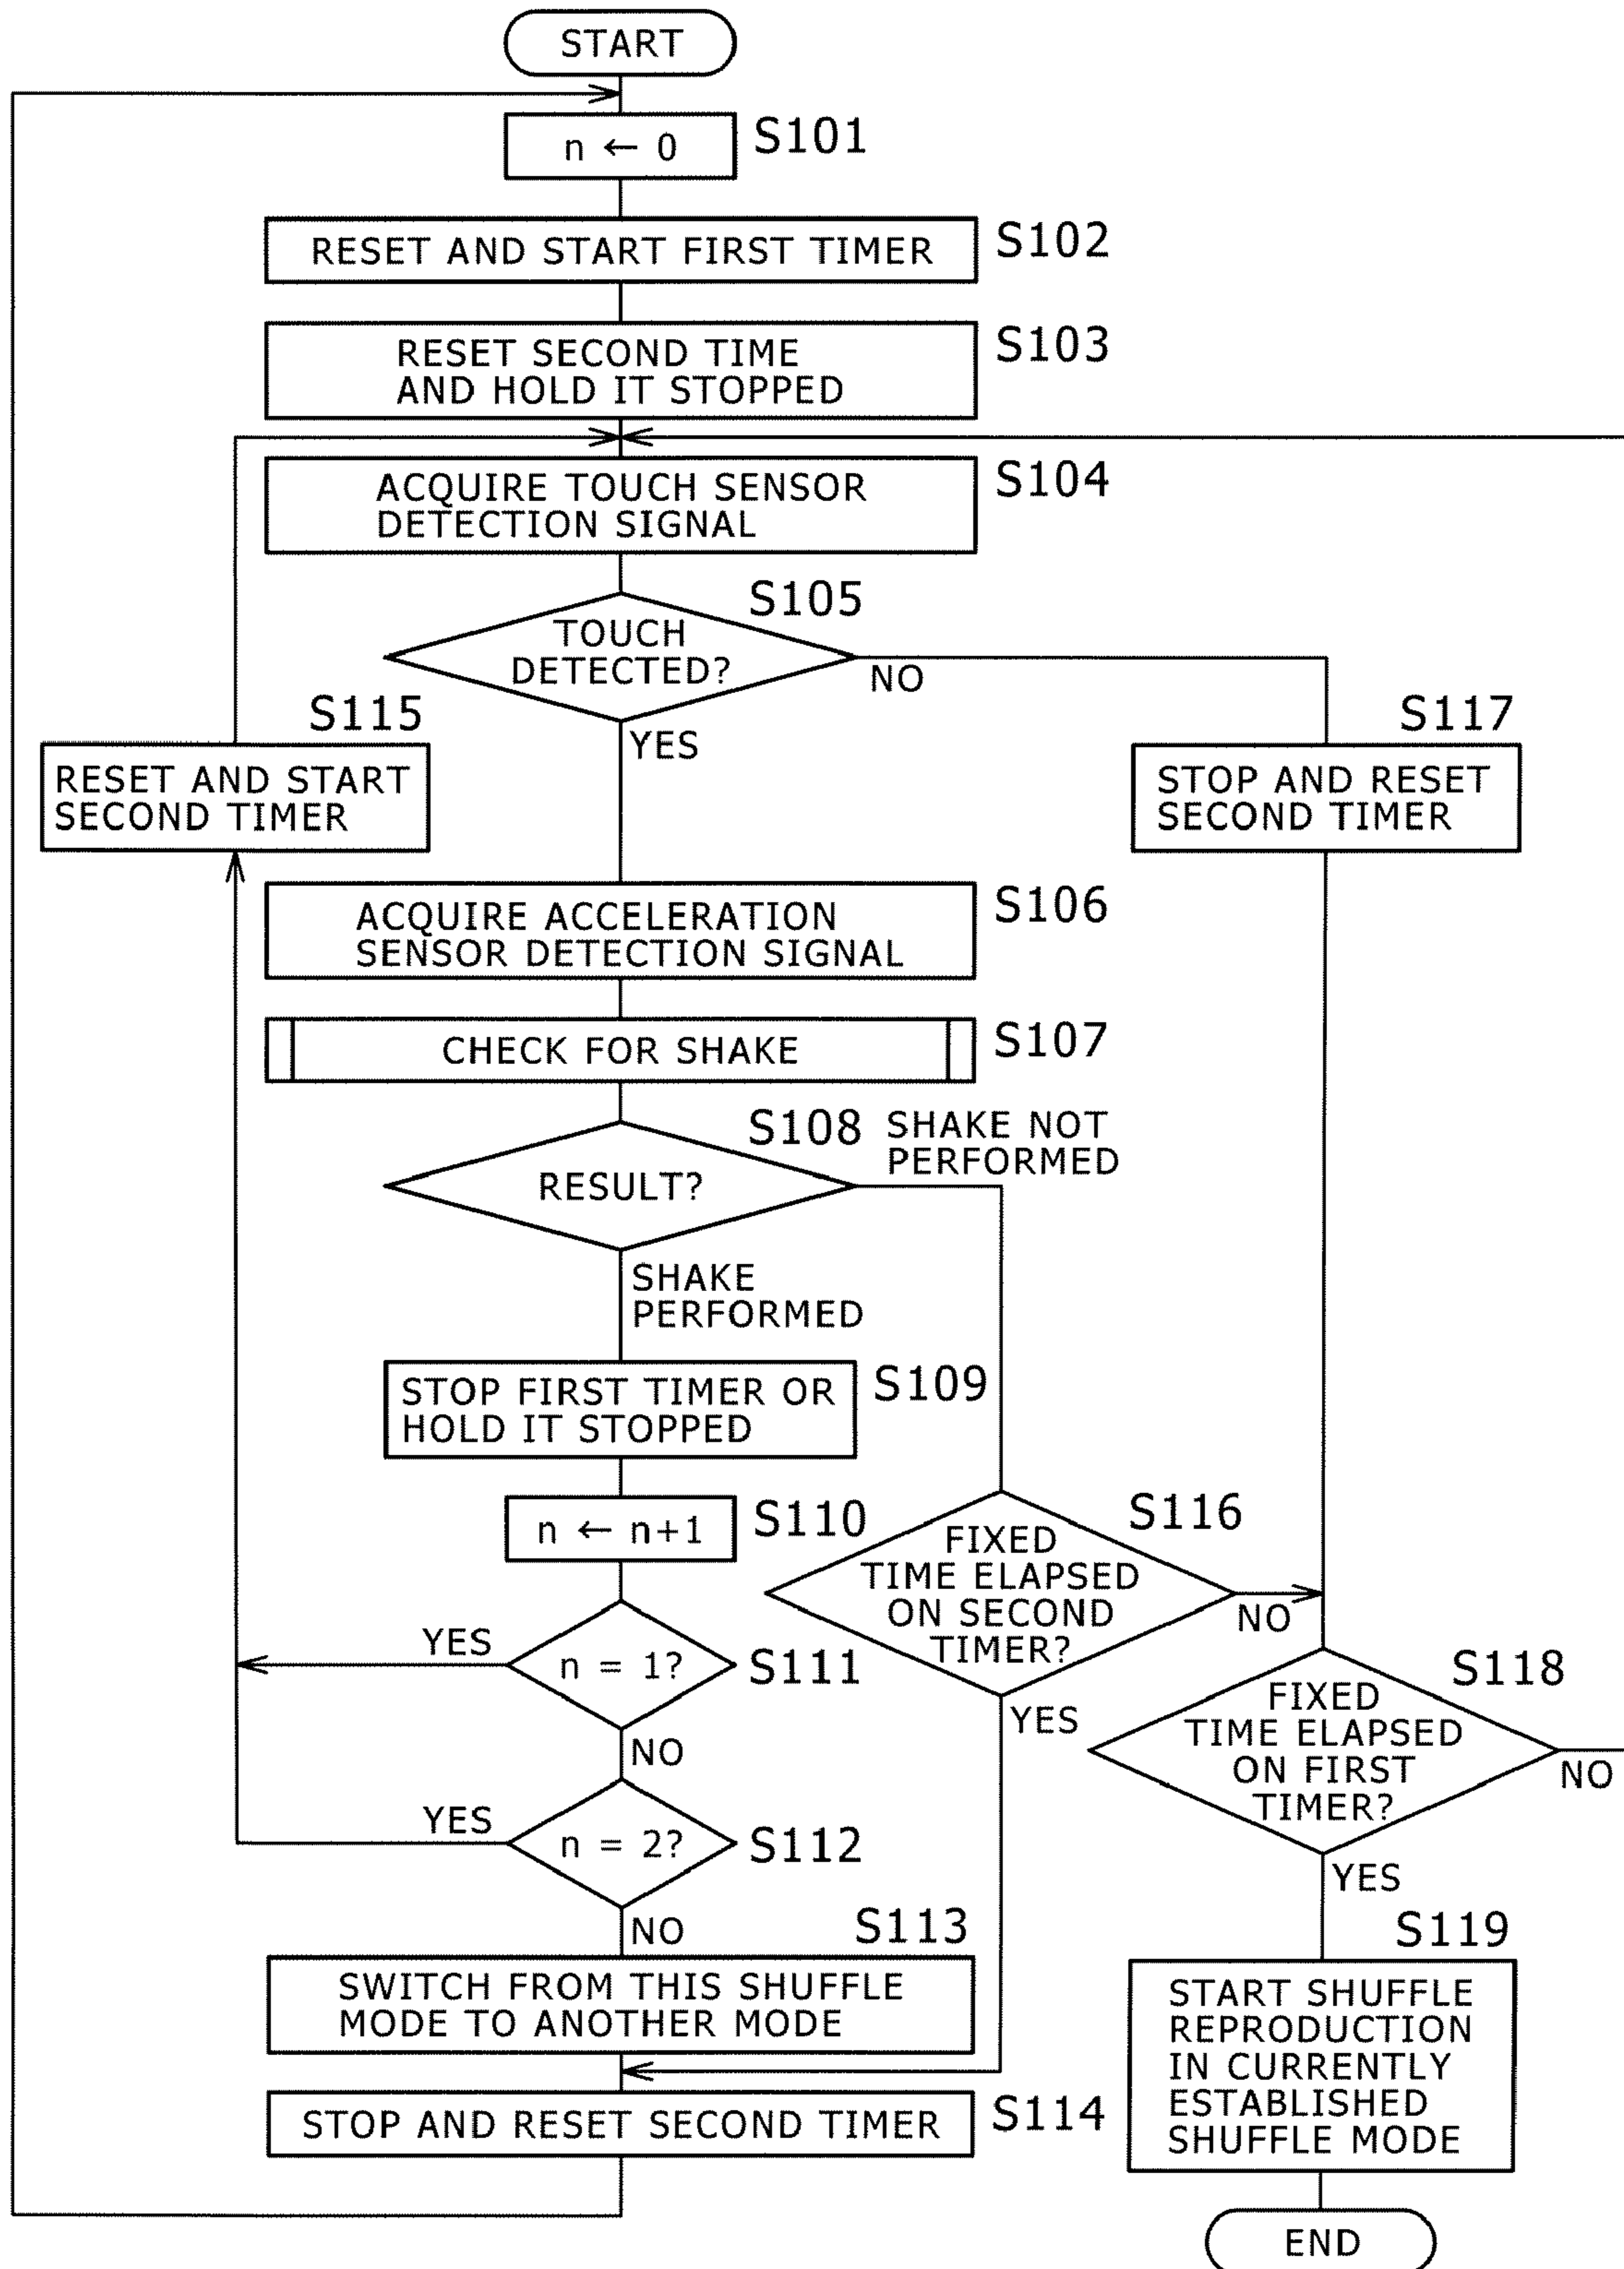 START
n ← 0
S101
RESET AND START FIRST TIMER
S102
RESET SECOND TIME
AND HOLD IT STOPPED
S103
ACQUIRE TOUCH SENSOR
DETECTION SIGNAL
S104
S105
TOUCH
DETECTED?
NO
YES
S115
RESET AND START
SECOND TIMER
S117
STOP AND RESET
SECOND TIMER
ACQUIRE ACCELERATION
SENSOR DETECTION SIGNAL
S106
CHECK FOR SHAKE
S107
S108
SHAKE NOT
PERFORMED
RESULT?
SHAKE
PERFORMED
STOP FIRST TIMER OR
HOLD IT STOPPED
S109
n ← n+1
S110
S116
FIXED
TIME ELAPSED
ON SECOND
TIMER?
NO
YES
YES
n = 1?
S111
NO
S118
FIXED
TIME ELAPSED
ON FIRST
TIMER?
NO
YES
YES
n = 2?
S112
NO
S113
SWITCH FROM THIS SHUFFLE
MODE TO ANOTHER MODE
STOP AND RESET SECOND TIMER
S114
S119
START SHUFFLE
REPRODUCTION
IN CURRENTLY
ESTABLISHED
SHUFFLE MODE
END